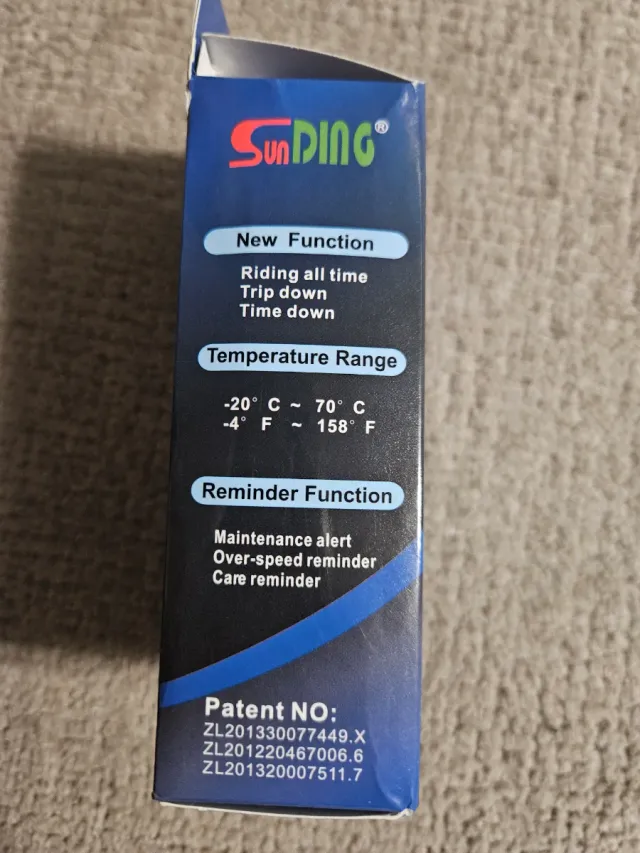 SunDING®
New Function
Riding all time
Trip down
Time down
Temperature Range
-20° C ~ 70° C
-4° F ~ 158° F
Reminder Function
Maintenance alert
Over-speed reminder
Care reminder
Patent NO:
ZL201330077449.X
ZL201220467006.6
ZL201320007511.7